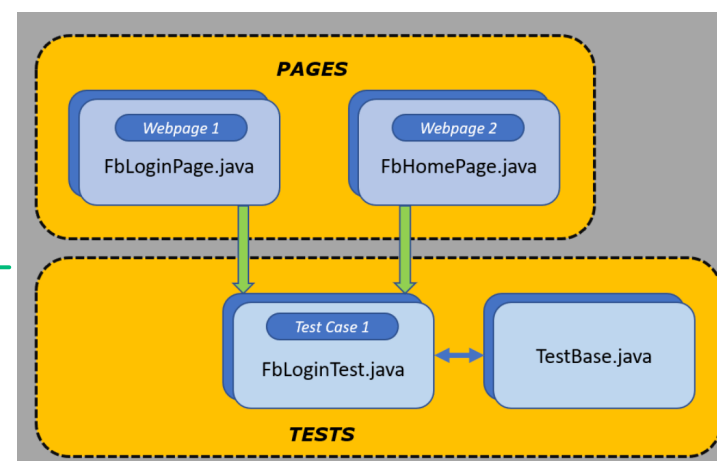 PAGES
Webpage 1
FbLoginPage.java
Webpage 2
FbHomePage.java
Test Case 1
FbLoginTest.java
TestBase.java
TESTS